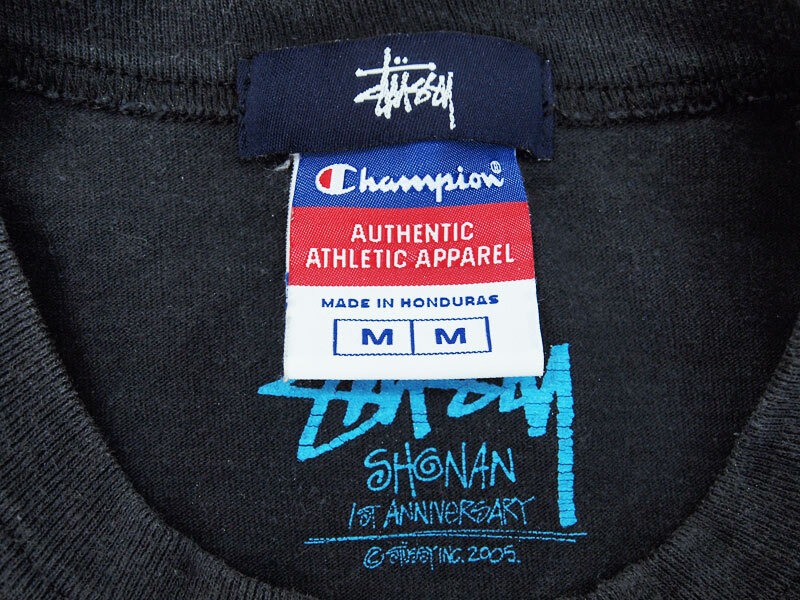 Stüssy
Champion®
AUTHENTIC
ATHLETIC APPAREL
MADE IN HONDURAS
M M
Stüssy
SHONAN
1ST ANNIVERSARY
© STÜSSY INC. 2005.